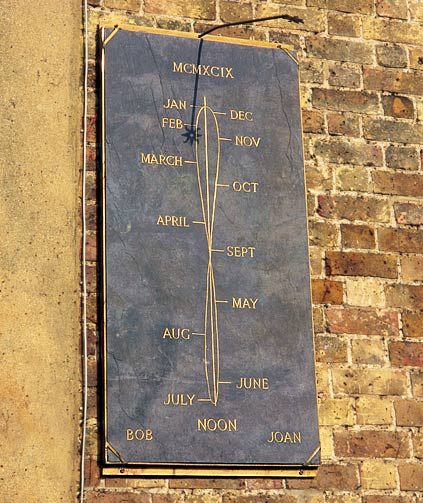 MCMXCIX
JAN
DEC
FEB
NOV
MARCH
OCT
APRIL
SEPT
MAY
AUG
JUNE
JULY
NOON
BOB JOAN